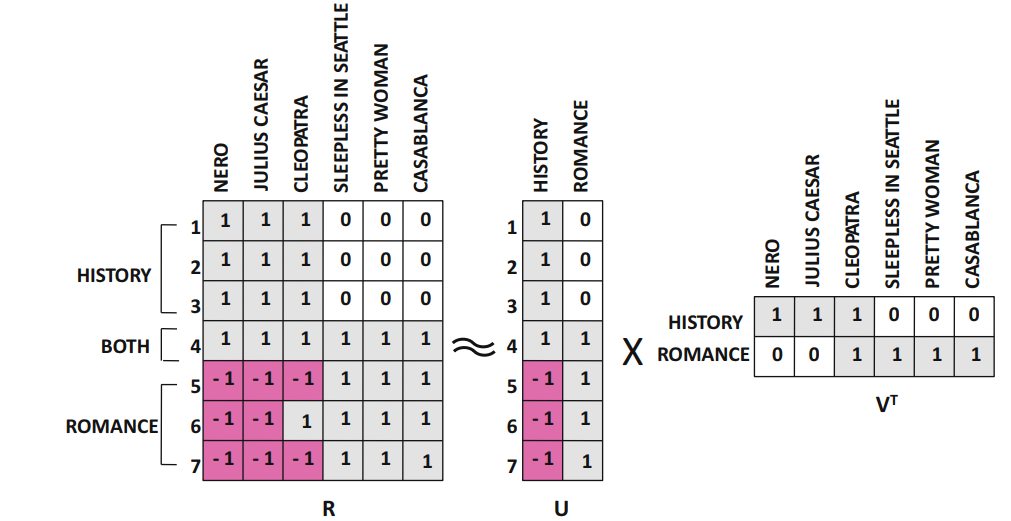 NERO JULIUS CAESAR CLEOPATRA SLEEPLESS IN SEATTLE PRETTY WOMAN CASABLANCA
HISTORY
BOTH
ROMANCE
1 1 1 1 0 0 0
2 1 1 1 0 0 0
3 1 1 1 0 0 0
4 1 1 1 1 1 1
5 -1 -1 -1 1 1 1
6 -1 -1 1 1 1 1
7 -1 -1 -1 1 1 1
R
≈
HISTORY ROMANCE
1 1 0
2 1 0
3 1 0
4 1 1
5 -1 1
6 -1 1
7 -1 1
U
X
NERO JULIUS CAESAR CLEOPATRA SLEEPLESS IN SEATTLE PRETTY WOMAN CASABLANCA
HISTORY 1 1 1 0 0 0
ROMANCE 0 0 1 1 1 1
Vᵀ